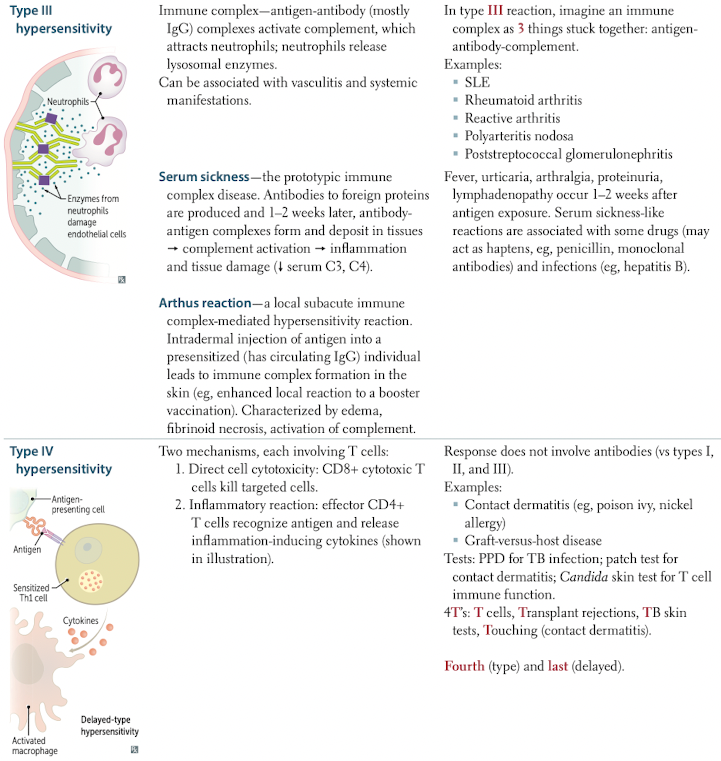 Type III
hypersensitivity
Neutrophils
Enzymes from
neutrophils
damage
endothelial cells
Immune complex—antigen-antibody (mostly
IgG) complexes activate complement, which
attracts neutrophils; neutrophils release
lysosomal enzymes.
Can be associated with vasculitis and systemic
manifestations.
In type III reaction, imagine an immune
complex as 3 things stuck together: antigen-
antibody-complement.
Examples:
▪ SLE
▪ Rheumatoid arthritis
▪ Reactive arthritis
▪ Polyarteritis nodosa
▪ Poststreptococcal glomerulonephritis
Serum sickness—the prototypic immune
complex disease. Antibodies to foreign proteins
are produced and 1–2 weeks later, antibody-
antigen complexes form and deposit in tissues
→ complement activation → inflammation
and tissue damage (↓ serum C3, C4).
Fever, urticaria, arthralgia, proteinuria,
lymphadenopathy occur 1–2 weeks after
antigen exposure. Serum sickness-like
reactions are associated with some drugs (may
act as haptens, eg, penicillin, monoclonal
antibodies) and infections (eg, hepatitis B).
Arthus reaction—a local subacute immune
complex-mediated hypersensitivity reaction.
Intradermal injection of antigen into a
presensitized (has circulating IgG) individual
leads to immune complex formation in the
skin (eg, enhanced local reaction to a booster
vaccination). Characterized by edema,
fibrinoid necrosis, activation of complement.
Type IV
hypersensitivity
Antigen-
presenting cell
Antigen
Sensitized
Th1 cell
Cytokines
Delayed-type
hypersensitivity
Activated
macrophage
Two mechanisms, each involving T cells:
1. Direct cell cytotoxicity: CD8+ cytotoxic T
cells kill targeted cells.
2. Inflammatory reaction: effector CD4+
T cells recognize antigen and release
inflammation-inducing cytokines (shown
in illustration).
Response does not involve antibodies (vs types I,
II, and III).
Examples:
▪ Contact dermatitis (eg, poison ivy, nickel
allergy)
▪ Graft-versus-host disease
Tests: PPD for TB infection; patch test for
contact dermatitis; Candida skin test for T cell
immune function.
4T's: T cells, Transplant rejections, TB skin
tests, Touching (contact dermatitis).
Fourth (type) and last (delayed).